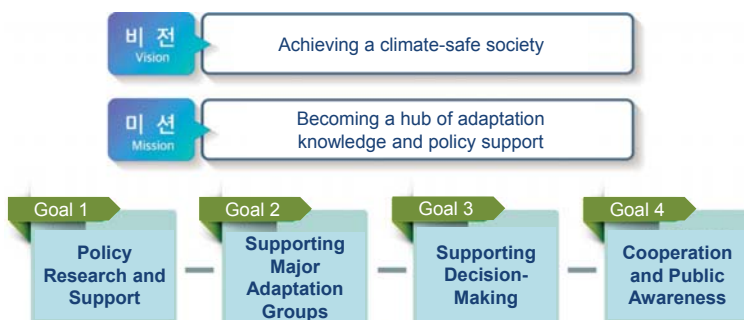 비 전
Vision
Achieving a climate-safe society
미 션
Mission
Becoming a hub of adaptation
knowledge and policy support
Goal 1
Policy
Research and
Support
Goal 2
Supporting
Major
Adaptation
Groups
Goal 3
Supporting
Decision-
Making
Goal 4
Cooperation
and Public
Awareness